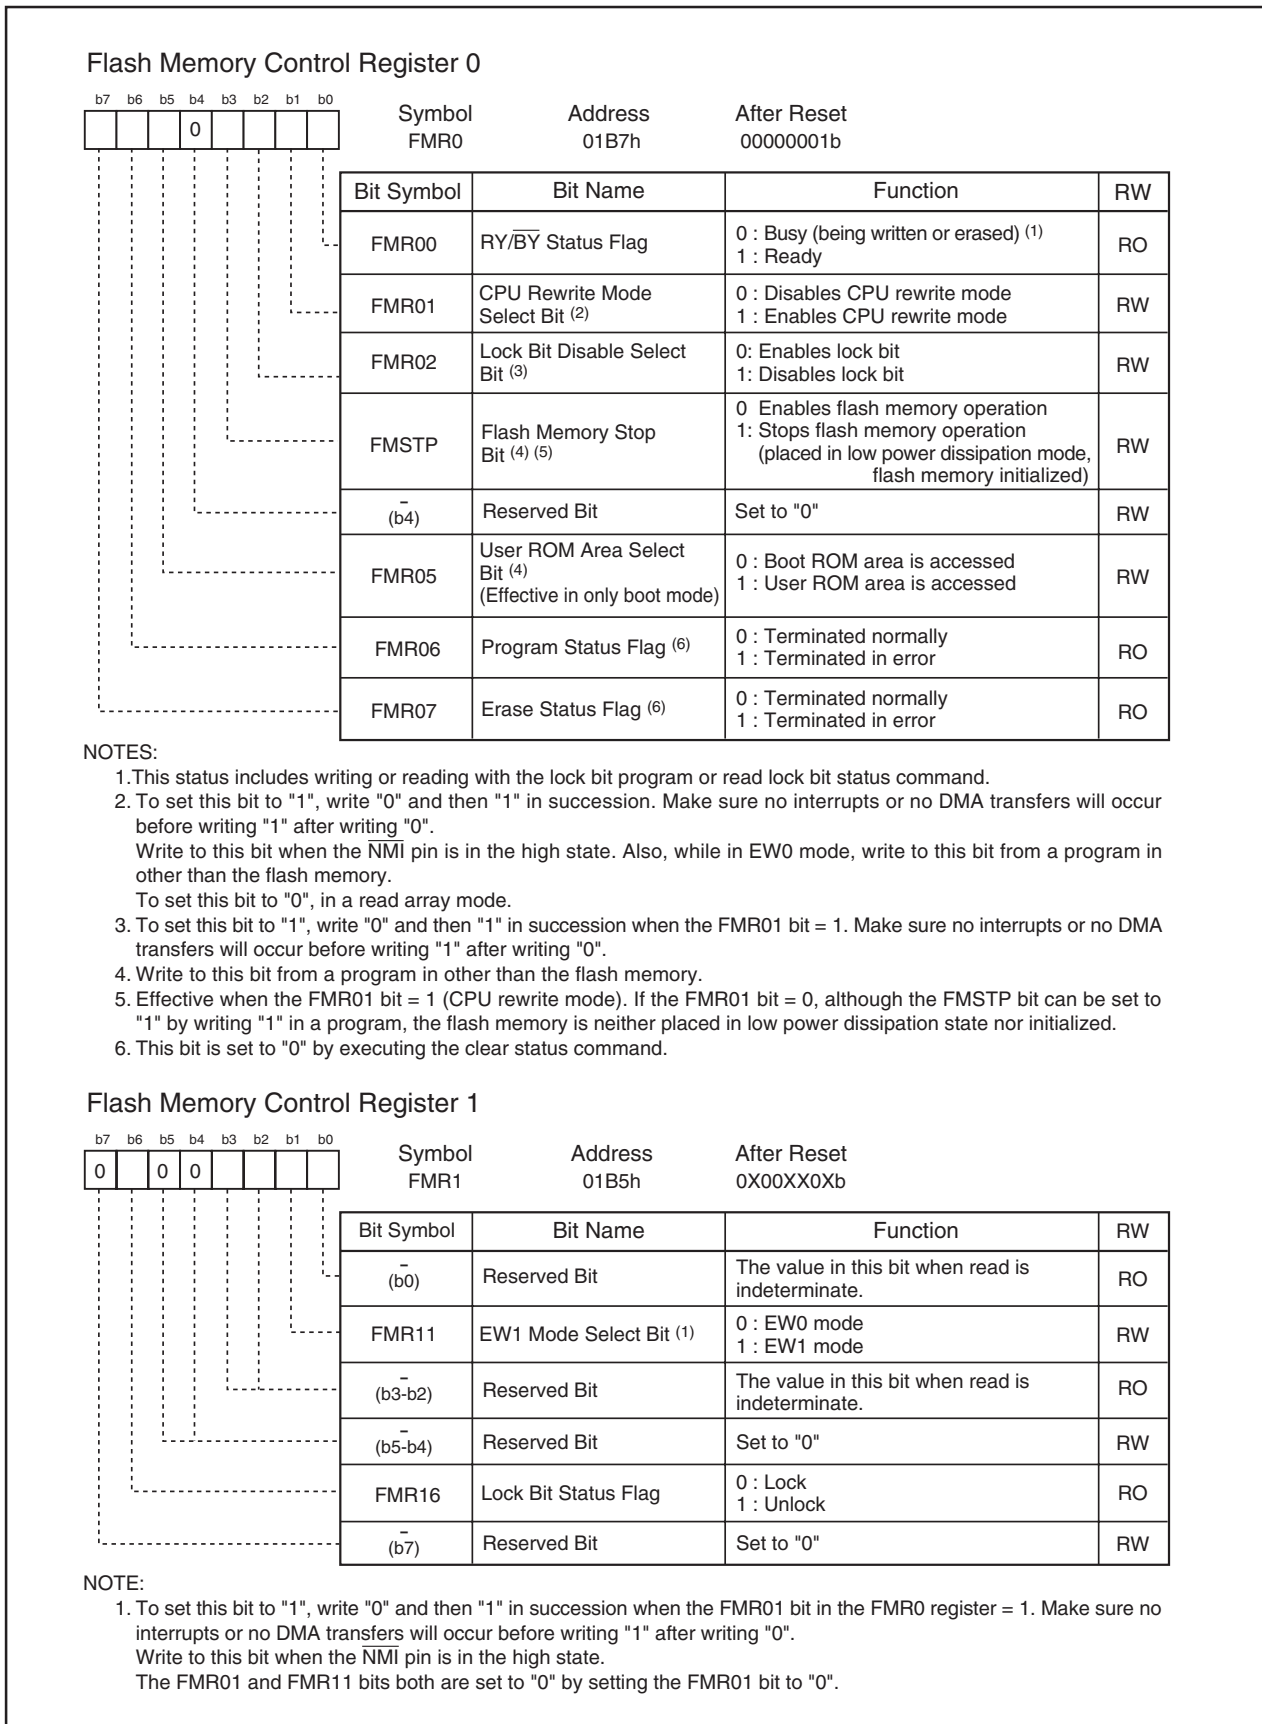 Flash Memory Control Register 0
b7 b6 b5 b4 b3 b2 b1 b0
0
Symbol Address After Reset
FMR0 01B7h 00000001b
Bit Symbol Bit Name Function RW
FMR00 RY/BY Status Flag 0 : Busy (being written or erased) (1) RO
1 : Ready
FMR01 CPU Rewrite Mode 0 : Disables CPU rewrite mode RW
Select Bit (2) 1 : Enables CPU rewrite mode
FMR02 Lock Bit Disable Select 0: Enables lock bit RW
Bit (3) 1: Disables lock bit
0 Enables flash memory operation
FMSTP Flash Memory Stop 1: Stops flash memory operation RW
Bit (4) (5) (placed in low power dissipation mode,
flash memory initialized)
– (b4) Reserved Bit Set to "0" RW
User ROM Area Select
FMR05 Bit (4) 0 : Boot ROM area is accessed RW
(Effective in only boot mode) 1 : User ROM area is accessed
FMR06 Program Status Flag (6) 0 : Terminated normally RO
1 : Terminated in error
FMR07 Erase Status Flag (6) 0 : Terminated normally RO
1 : Terminated in error
NOTES:
1.This status includes writing or reading with the lock bit program or read lock bit status command.
2. To set this bit to "1", write "0" and then "1" in succession. Make sure no interrupts or no DMA transfers will occur
before writing "1" after writing "0".
Write to this bit when the NMI pin is in the high state. Also, while in EW0 mode, write to this bit from a program in
other than the flash memory.
To set this bit to "0", in a read array mode.
3. To set this bit to "1", write "0" and then "1" in succession when the FMR01 bit = 1. Make sure no interrupts or no DMA
transfers will occur before writing "1" after writing "0".
4. Write to this bit from a program in other than the flash memory.
5. Effective when the FMR01 bit = 1 (CPU rewrite mode). If the FMR01 bit = 0, although the FMSTP bit can be set to
"1" by writing "1" in a program, the flash memory is neither placed in low power dissipation state nor initialized.
6. This bit is set to "0" by executing the clear status command.
Flash Memory Control Register 1
b7 b6 b5 b4 b3 b2 b1 b0
0 0 0
Symbol Address After Reset
FMR1 01B5h 0X00XX0Xb
Bit Symbol Bit Name Function RW
– (b0) Reserved Bit The value in this bit when read is RO
indeterminate.
FMR11 EW1 Mode Select Bit (1) 0 : EW0 mode RW
1 : EW1 mode
– (b3-b2) Reserved Bit The value in this bit when read is RO
indeterminate.
– (b5-b4) Reserved Bit Set to "0" RW
FMR16 Lock Bit Status Flag 0 : Lock RO
1 : Unlock
– (b7) Reserved Bit Set to "0" RW
NOTE:
1. To set this bit to "1", write "0" and then "1" in succession when the FMR01 bit in the FMR0 register = 1. Make sure no
interrupts or no DMA transfers will occur before writing "1" after writing "0".
Write to this bit when the NMI pin is in the high state.
The FMR01 and FMR11 bits both are set to "0" by setting the FMR01 bit to "0".